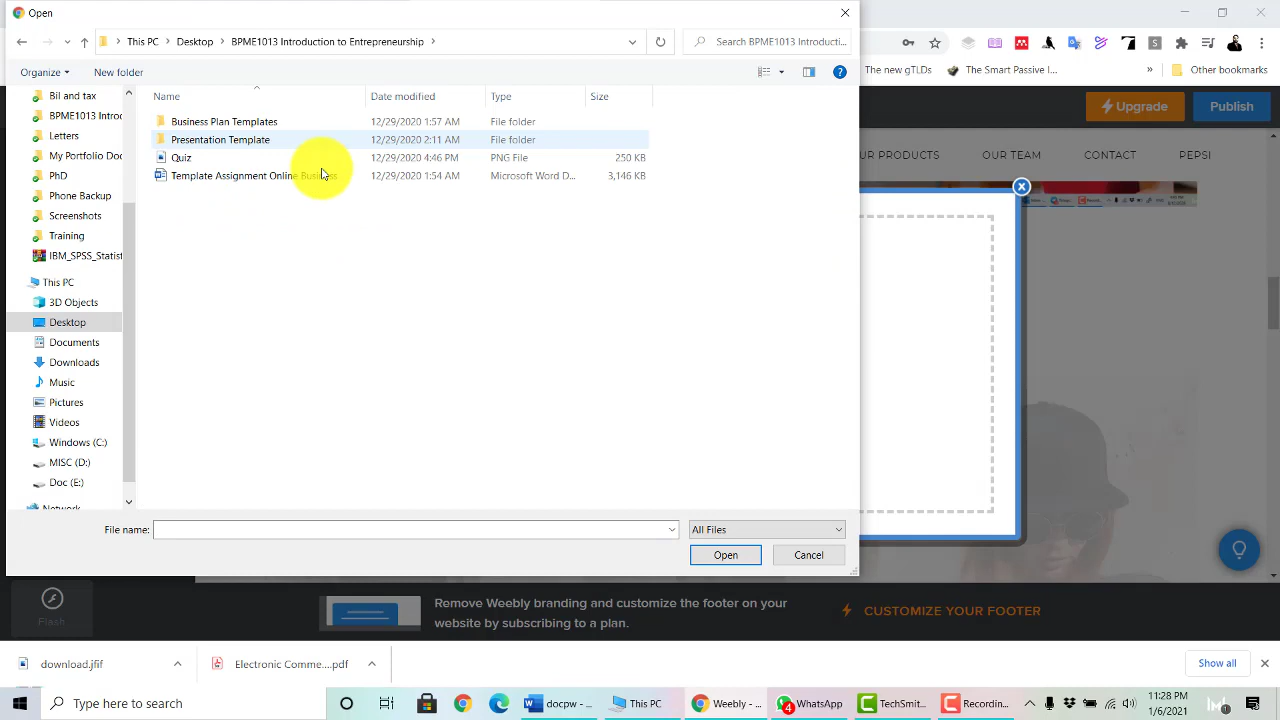 Open
This PC > Desktop > BPME1013 Introduction to Entrepreneurship >
Search BPME1013 Introducti...
Organize
New folder
Name
Date modified
Type
Size
Bil and tax
BPME1013 Introd
Letters
My Portfolio Doc
PhD
Phone Backup
Screenshots
Training
IBM_SPSS_Statist
This PC
3D Objects
Desktop
Documents
Downloads
Music
Pictures
Videos
Windows (C:)
MISC (D:)
Doc (E:)
Network
Business Plan Templates 12/29/2020 1:57 AM File folder
Presentation Template 12/29/2020 2:11 AM File folder
Quiz 12/29/2020 4:46 PM PNG File 250 KB
Template Assignment Online Business 12/29/2020 1:54 AM Microsoft Word D... 3,146 KB
File name:
All Files
Open
Cancel
The new gTLDs
The Smart Passive I...
»
Other bookmarks
Upgrade
Publish
OUR PRODUCTS
OUR TEAM
CONTACT
PEPSI
Flash
Remove Weebly branding and customize the footer on your
website by subscribing to a plan.
CUSTOMIZE YOUR FOOTER
download.jfif
Electronic Comme....pdf
Show all
Type here to search
dicpw - ...
This PC
Weebly - ...
4
WhatsApp
TechSmit...
Recordin...
11:28 PM
1/6/2021